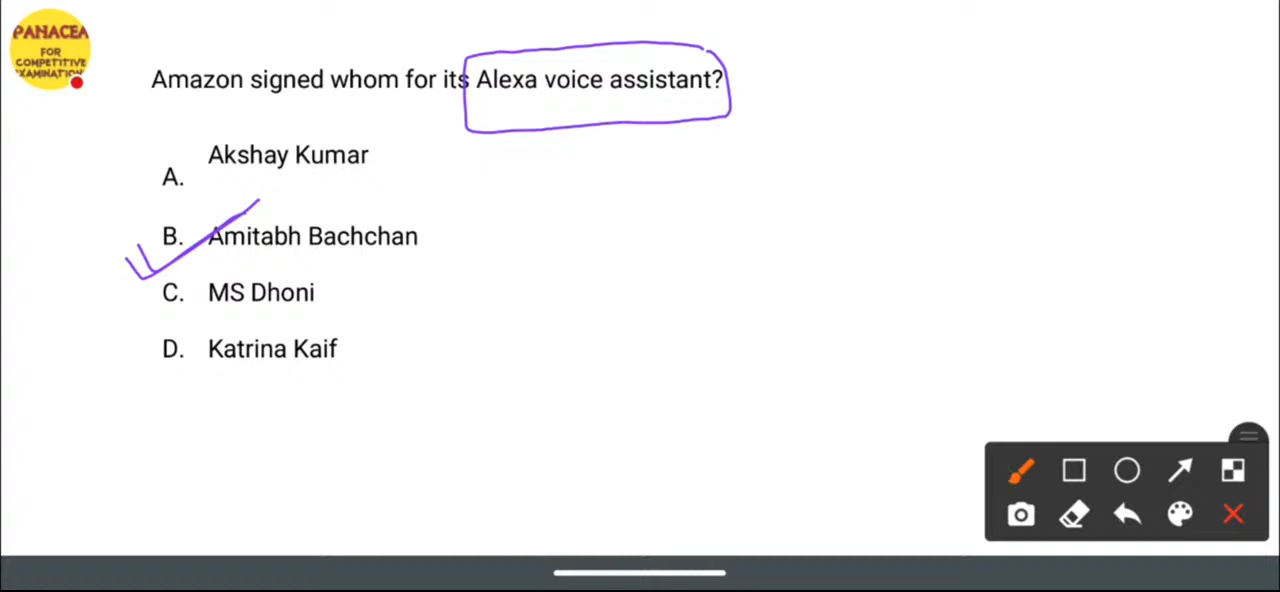 PANACEA
FOR
COMPETITIVE
EXAMINATION
Amazon signed whom for its Alexa voice assistant?
A. Akshay Kumar
B. Amitabh Bachchan
C. MS Dhoni
D. Katrina Kaif